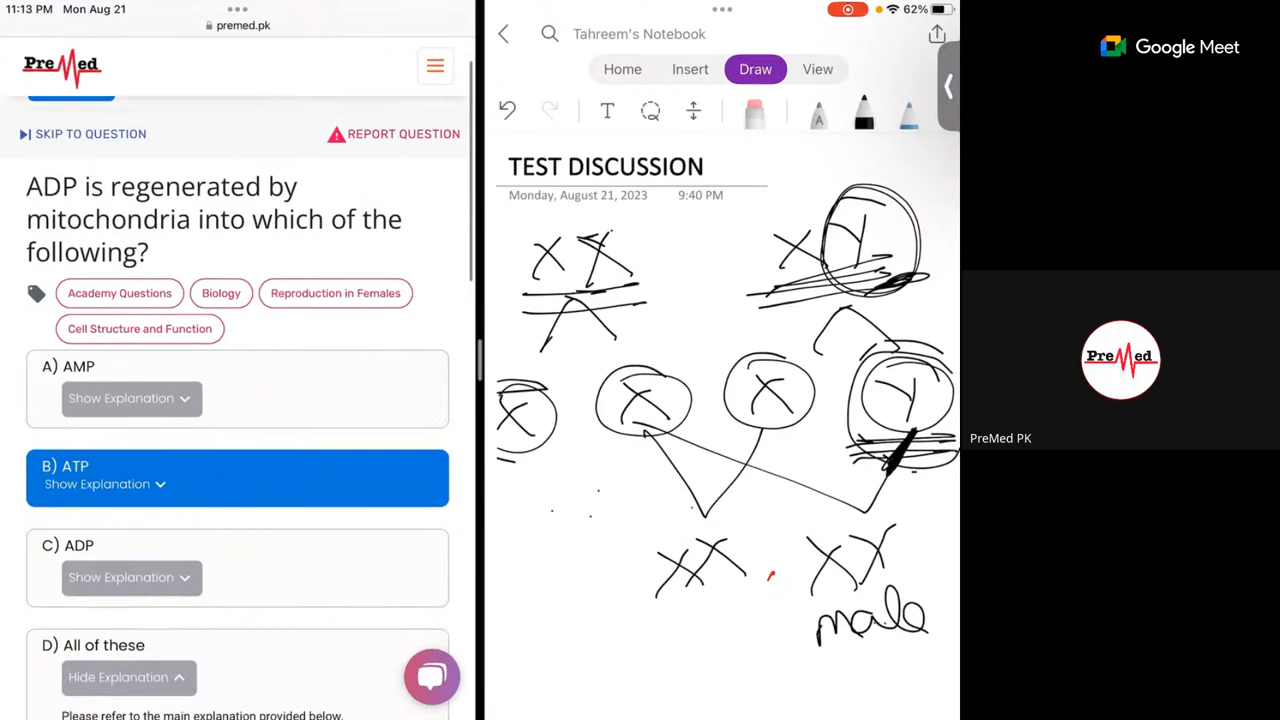 11:13 PM Mon Aug 21
premed.pk
PreMed
SKIP TO QUESTION
REPORT QUESTION
ADP is regenerated by
mitochondria into which of the
following?
Academy Questions
Biology
Reproduction in Females
Cell Structure and Function
A) AMP
Show Explanation
B) ATP
Show Explanation
C) ADP
Show Explanation
D) All of these
Hide Explanation
Please refer to the main explanation provided below.
62%
Tahreem's Notebook
Home
Insert
Draw
View
T
A
TEST DISCUSSION
Monday, August 21, 2023 9:40 PM
X X
X Y
X
X
X
Y
XX
XY
male
Google Meet
PreMed
PreMed PK